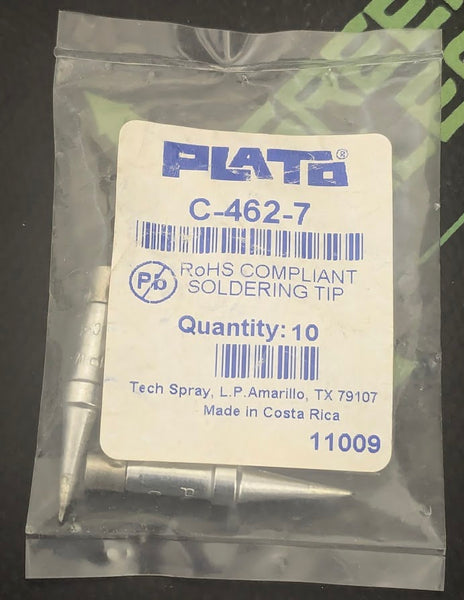 PLATO®
C-462-7
Pb
RoHS COMPLIANT
SOLDERING TIP
Quantity: 10
Tech Spray, L.P. Amarillo, TX 79107
Made in Costa Rica
11009